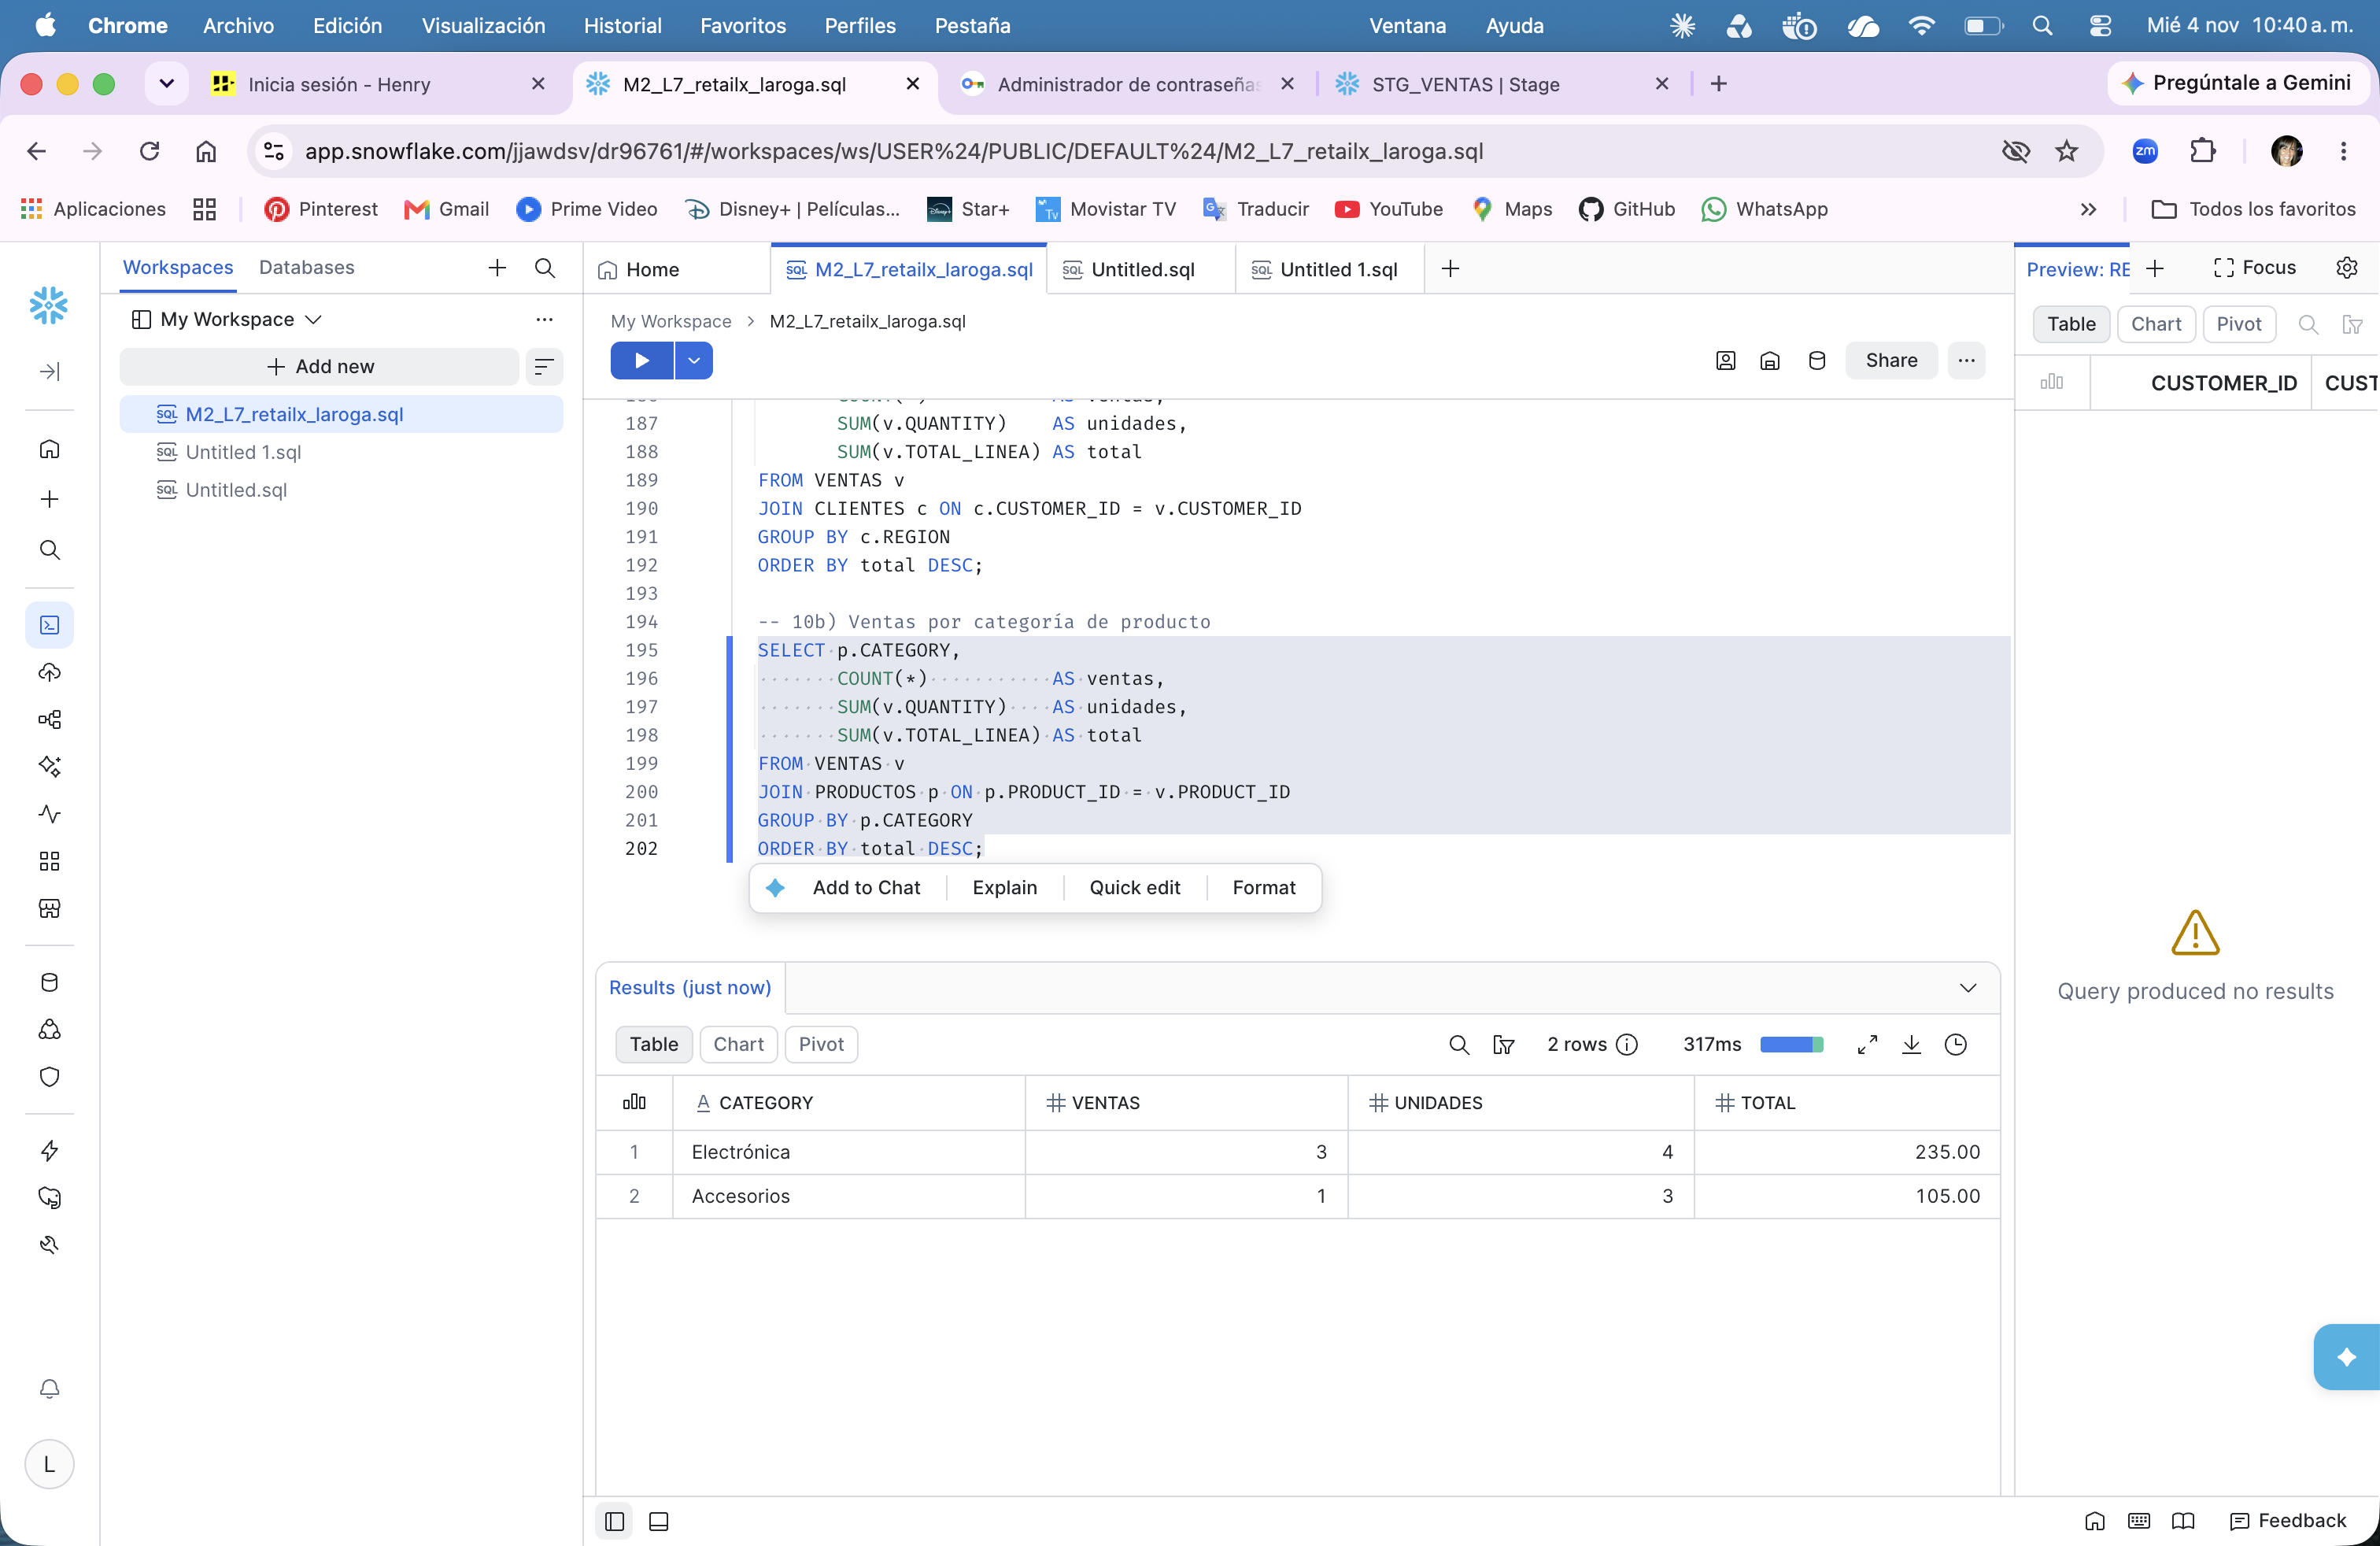 Chrome Archivo Edición Visualización Historial Favoritos Perfiles Pestaña Ventana Ayuda Mié 4 nov 10:40 a. m.
Inicia sesión - Henry M2_L7_retailx_laroga.sql Administrador de contraseñas STG_VENTAS | Stage Pregúntale a Gemini
app.snowflake.com/jjawdsv/dr96761/#/workspaces/ws/USER%24/PUBLIC/DEFAULT%24/M2_L7_retailx_laroga.sql zm
Aplicaciones Pinterest Gmail Prime Video Disney+ | Películas... Star+ Movistar TV Traducir YouTube Maps GitHub WhatsApp Todos los favoritos
Workspaces Databases
My Workspace
Add new
SQL M2_L7_retailx_laroga.sql
SQL Untitled 1.sql
SQL Untitled.sql
L
Home SQL M2_L7_retailx_laroga.sql SQL Untitled.sql SQL Untitled 1.sql
My Workspace > M2_L7_retailx_laroga.sql
Share
187 SUM(v.QUANTITY) AS unidades,
188 SUM(v.TOTAL_LINEA) AS total
189 FROM VENTAS v
190 JOIN CLIENTES c ON c.CUSTOMER_ID = v.CUSTOMER_ID
191 GROUP BY c.REGION
192 ORDER BY total DESC;
193
194 -- 10b) Ventas por categoría de producto
195 SELECT p.CATEGORY,
196 COUNT(*) AS ventas,
197 SUM(v.QUANTITY) AS unidades,
198 SUM(v.TOTAL_LINEA) AS total
199 FROM VENTAS v
200 JOIN PRODUCTOS p ON p.PRODUCT_ID = v.PRODUCT_ID
201 GROUP BY p.CATEGORY
202 ORDER BY total DESC;
Add to Chat Explain Quick edit Format
Results (just now)
Table Chart Pivot 2 rows 317ms
CATEGORY VENTAS UNIDADES TOTAL
1 Electrónica 3 4 235.00
2 Accesorios 1 3 105.00
Preview: RE Focus
Table Chart Pivot
CUSTOMER_ID CUST
Query produced no results
Feedback